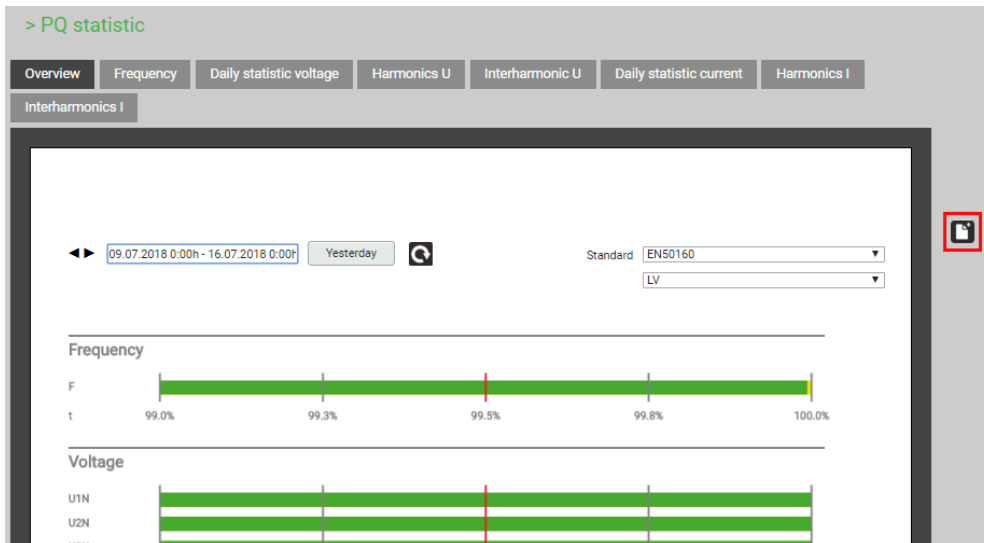 > PQ statistic
Overview Frequency Daily statistic voltage Harmonics U Interharmonic U Daily statistic current Harmonics I
Interharmonics I
09.07.2018 0:00h - 16.07.2018 0:00h Yesterday Standard EN50160
LV
Frequency
F
t 99.0% 99.3% 99.5% 99.8% 100.0%
Voltage
U1N
U2N